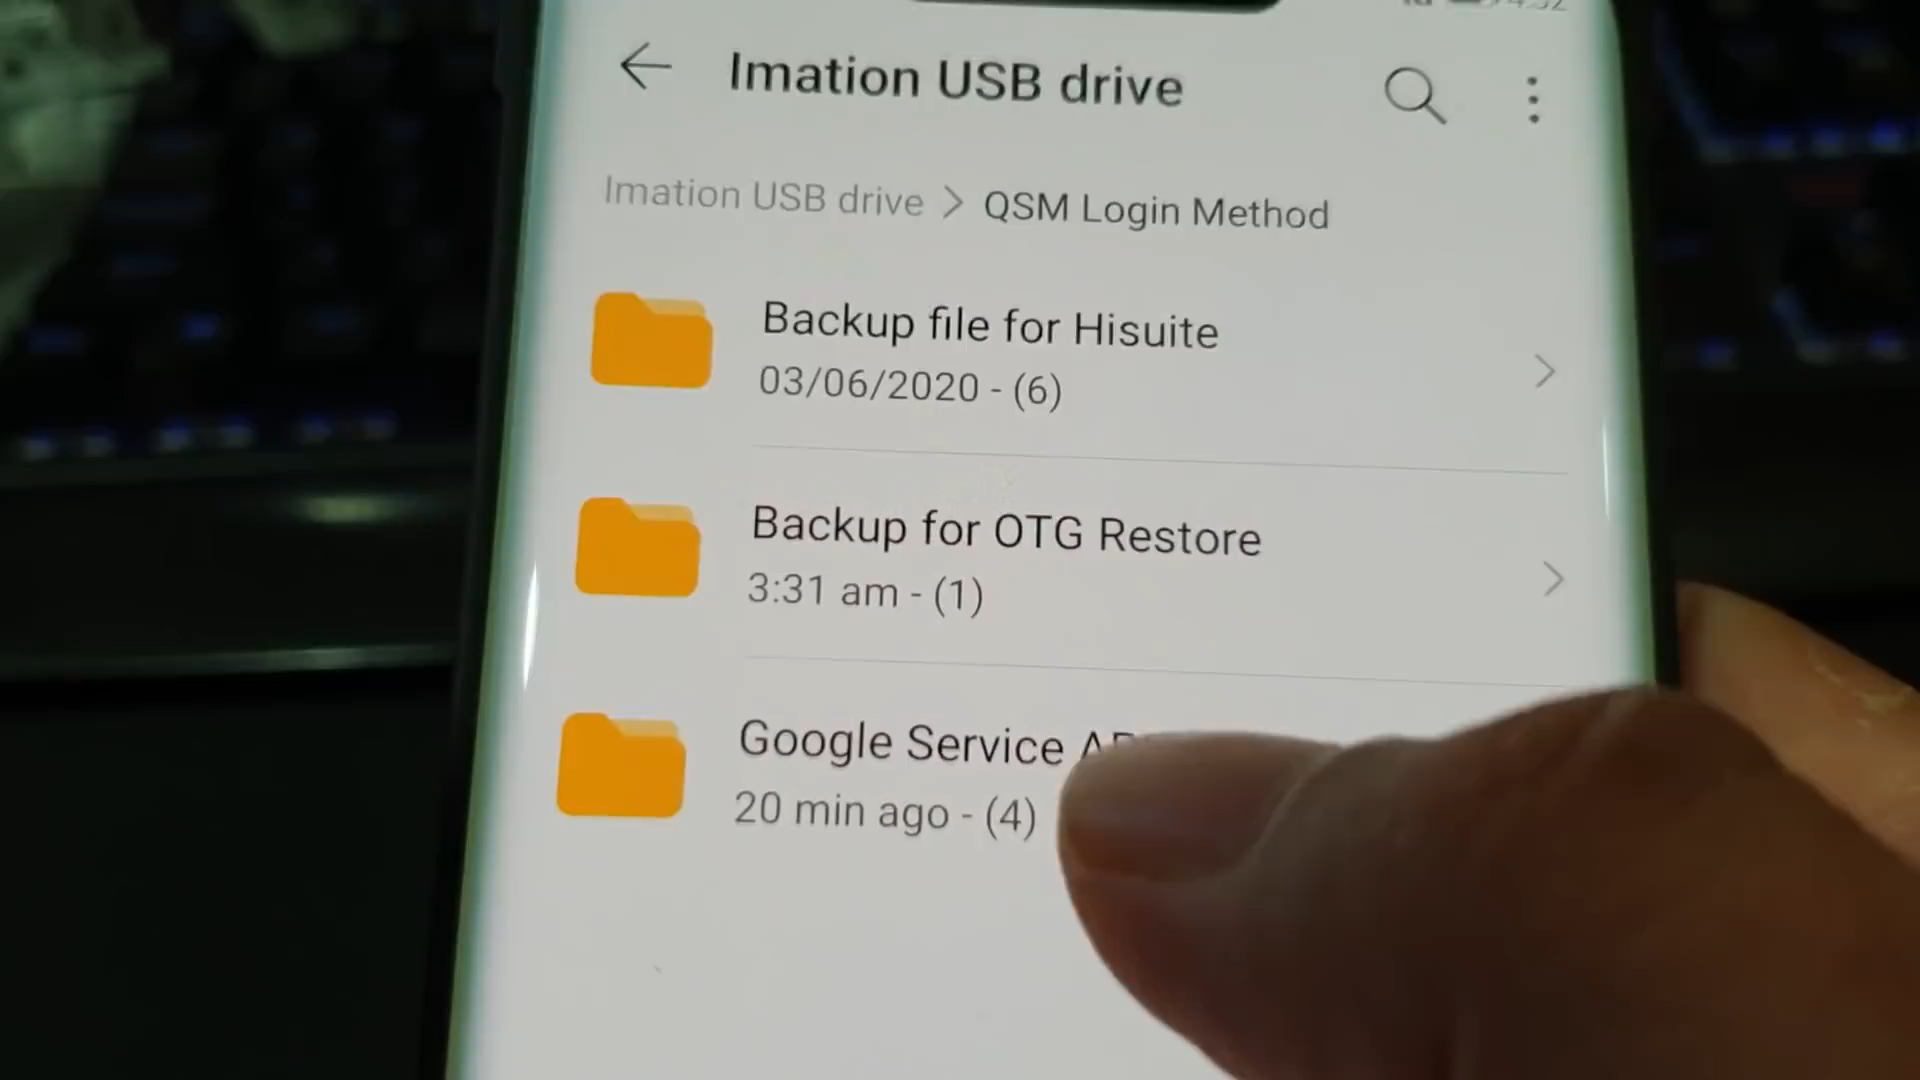 Imation USB drive
Imation USB drive > QSM Login Method
Backup file for Hisuite
03/06/2020 - (6)
Backup for OTG Restore
3:31 am - (1)
Google Service
20 min ago - (4)